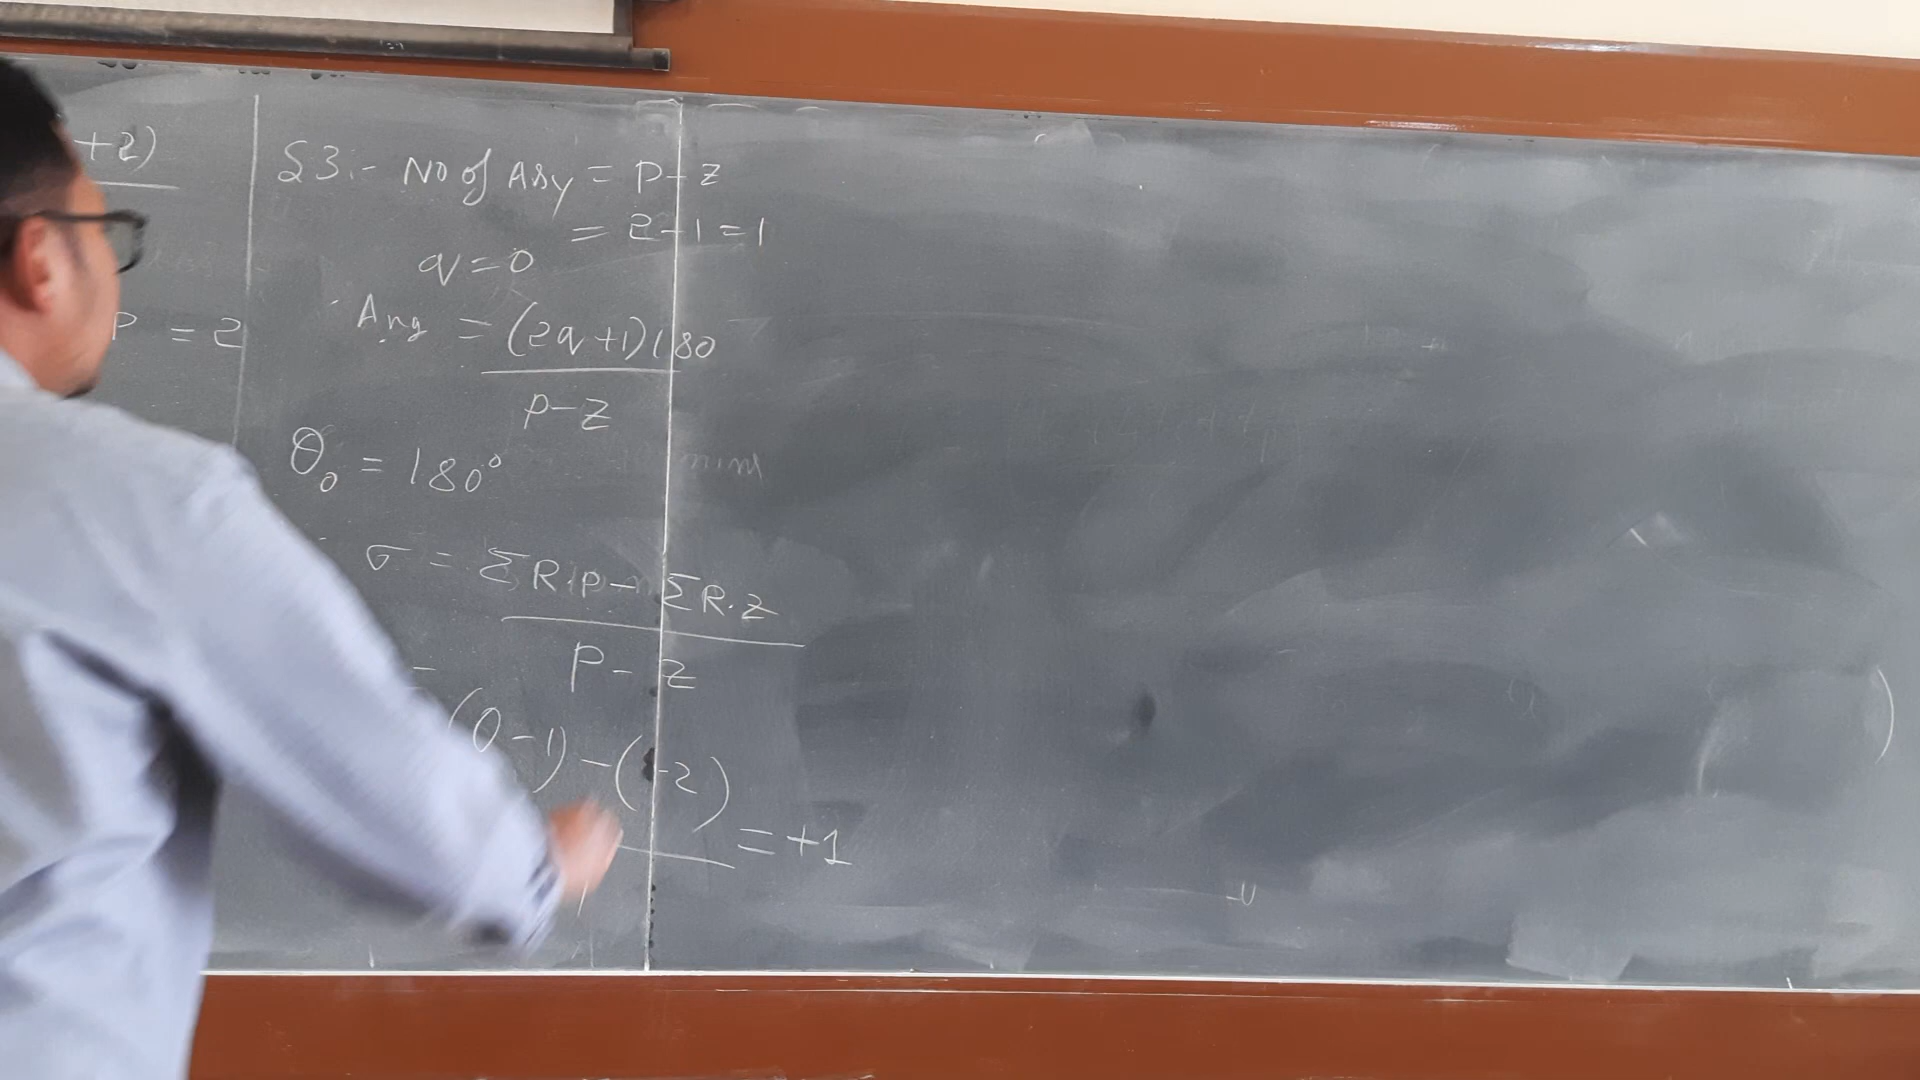 +2)
P = 2
S3:- No of Asy = P - Z
= 2 - 1 = 1
q = 0
Ang = (2q+1)180
P - Z
θ₀ = 180°
σ = ΣR.P - ΣR.Z
P - Z
(0-1) - (-2)
= +1